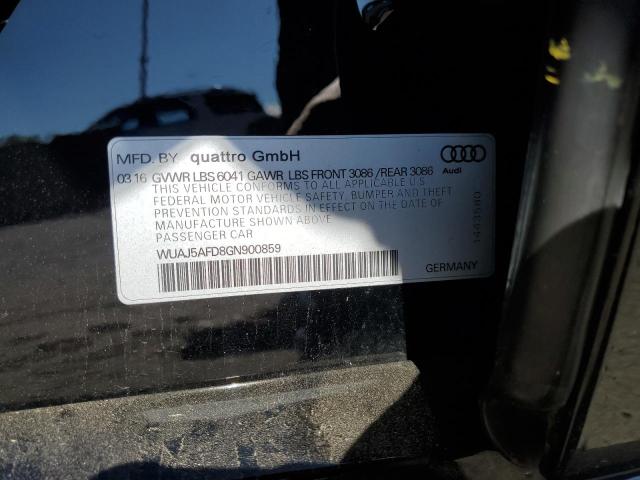 MFD. BY quattro GmbH
Audi
03 16 GVWR LBS 6041 GAWR LBS FRONT 3086 / REAR 3086
THIS VEHICLE CONFORMS TO ALL APPLICABLE U.S.
FEDERAL MOTOR VEHICLE SAFETY, BUMPER AND THEFT
PREVENTION STANDARDS IN EFFECT ON THE DATE OF
MANUFACTURE SHOWN ABOVE
PASSENGER CAR
WUAJ5AFD8GN900859
GERMANY
1443580